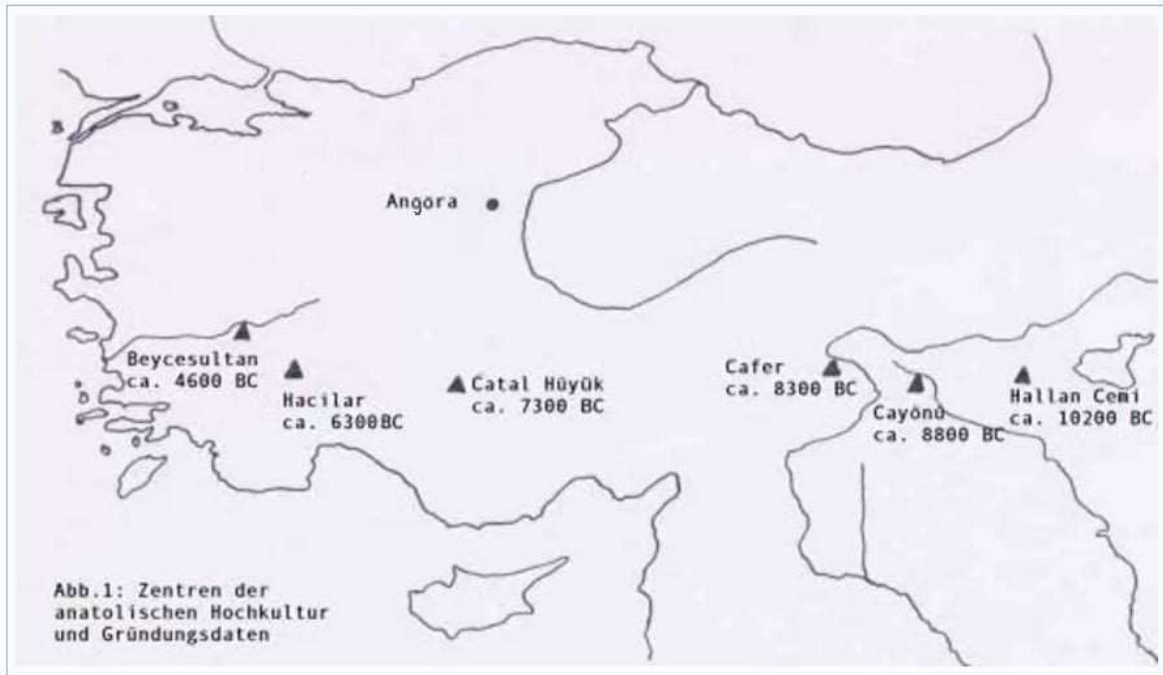 Angora
Beycesultan
ca. 4600 BC
Hacilar
ca. 6300BC
Catal Hüyük
ca. 7300 BC
Cafer
ca. 8300 BC
Cayönü
ca. 8800 BC
Hallan Cemi
ca. 10200 BC
Abb.1: Zentren der
anatolischen Hochkultur
und Gründungsdaten